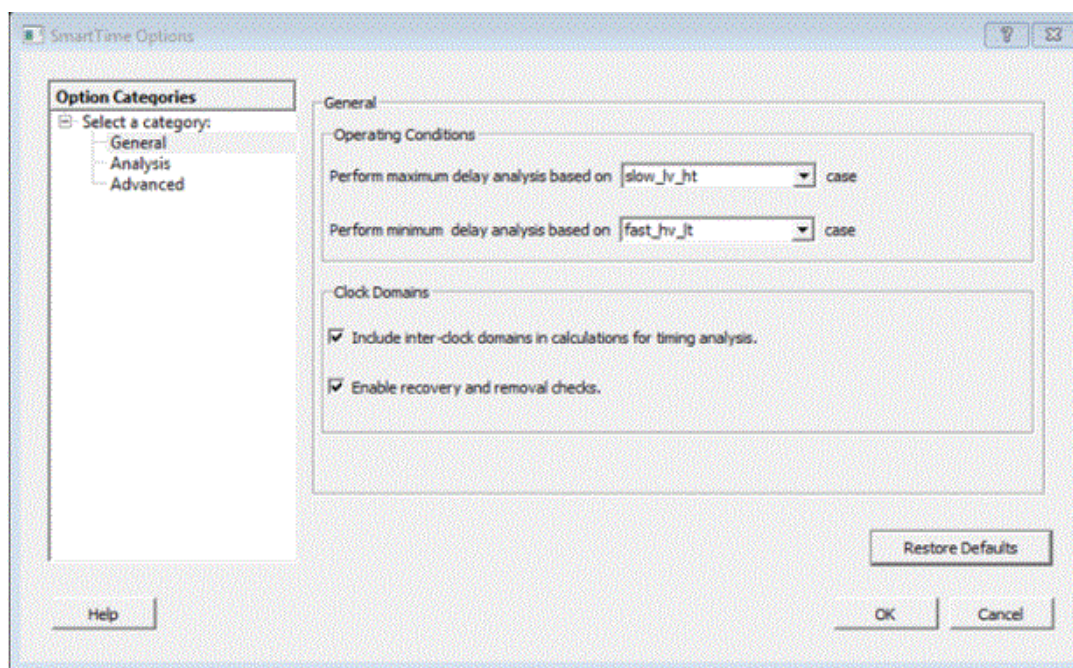 SmartTime Options
Option Categories
Select a category:
General
Analysis
Advanced
General
Operating Conditions
Perform maximum delay analysis based on slow_lv_ht case
Perform minimum delay analysis based on fast_hv_lt case
Clock Domains
Include inter-clock domains in calculations for timing analysis.
Enable recovery and removal checks.
Restore Defaults
Help OK Cancel